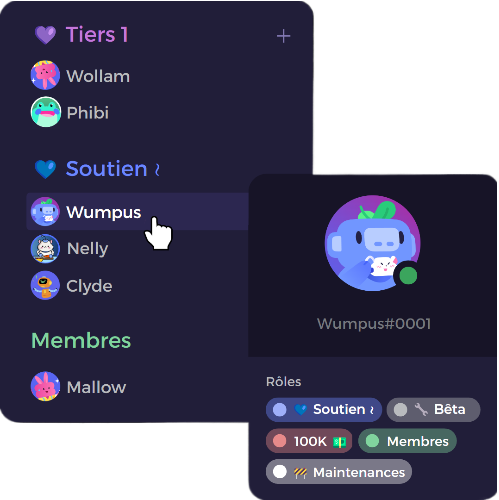 💜 Tiers 1 +
Wollam
Phibi
💙 Soutien ≀
Wumpus
Nelly
Clyde
Membres
Mallow
Wumpus#0001
Rôles
💙 Soutien ≀
🔧 Bêta
100K 💵
Membres
🚧 Maintenances